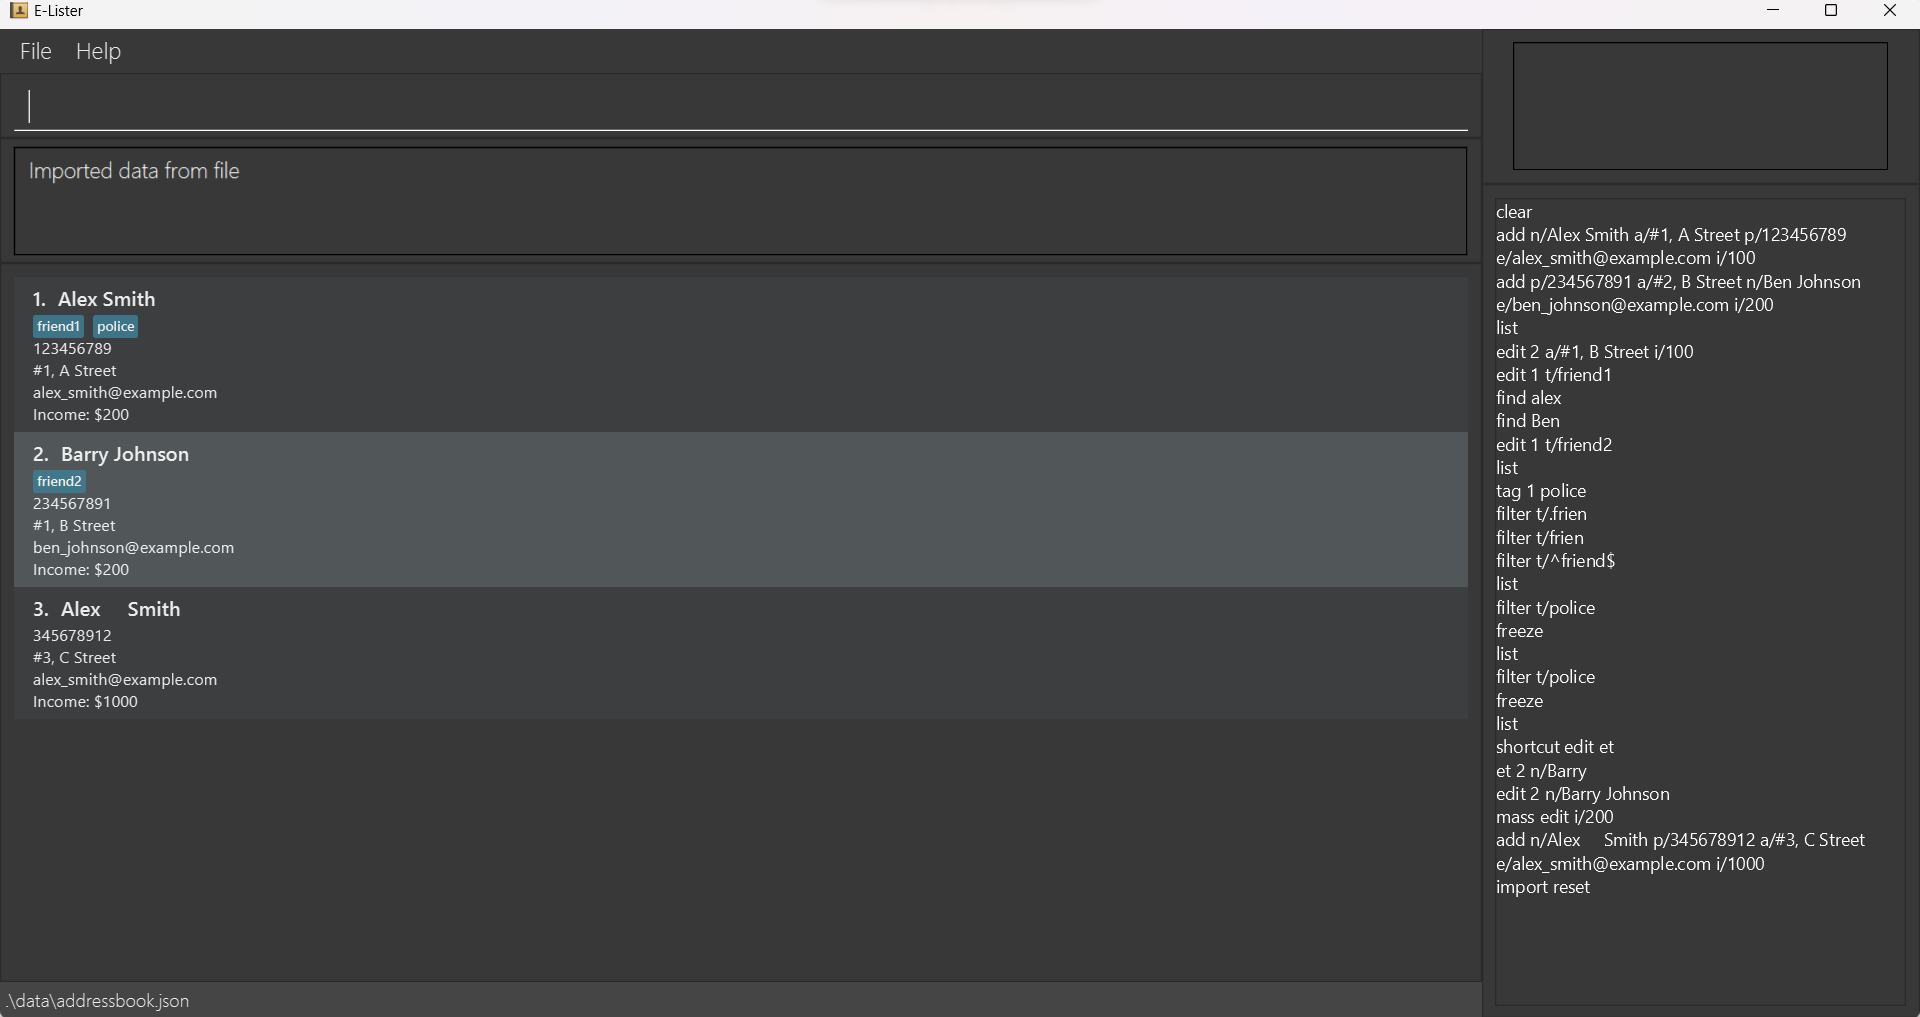 E-Lister
File Help
Imported data from file
1. Alex Smith
friend1 police
123456789
#1, A Street
alex_smith@example.com
Income: $200
2. Barry Johnson
friend2
234567891
#1, B Street
ben_johnson@example.com
Income: $200
3. Alex     Smith
345678912
#3, C Street
alex_smith@example.com
Income: $1000
.\data\addressbook.json
clear
add n/Alex Smith a/#1, A Street p/123456789
e/alex_smith@example.com i/100
add p/234567891 a/#2, B Street n/Ben Johnson
e/ben_johnson@example.com i/200
list
edit 2 a/#1, B Street i/100
edit 1 t/friend1
find alex
find Ben
edit 1 t/friend2
list
tag 1 police
filter t/.frien
filter t/frien
filter t/^friend$
list
filter t/police
freeze
list
filter t/police
freeze
list
shortcut edit et
et 2 n/Barry
edit 2 n/Barry Johnson
mass edit i/200
add n/Alex     Smith p/345678912 a/#3, C Street
e/alex_smith@example.com i/1000
import reset